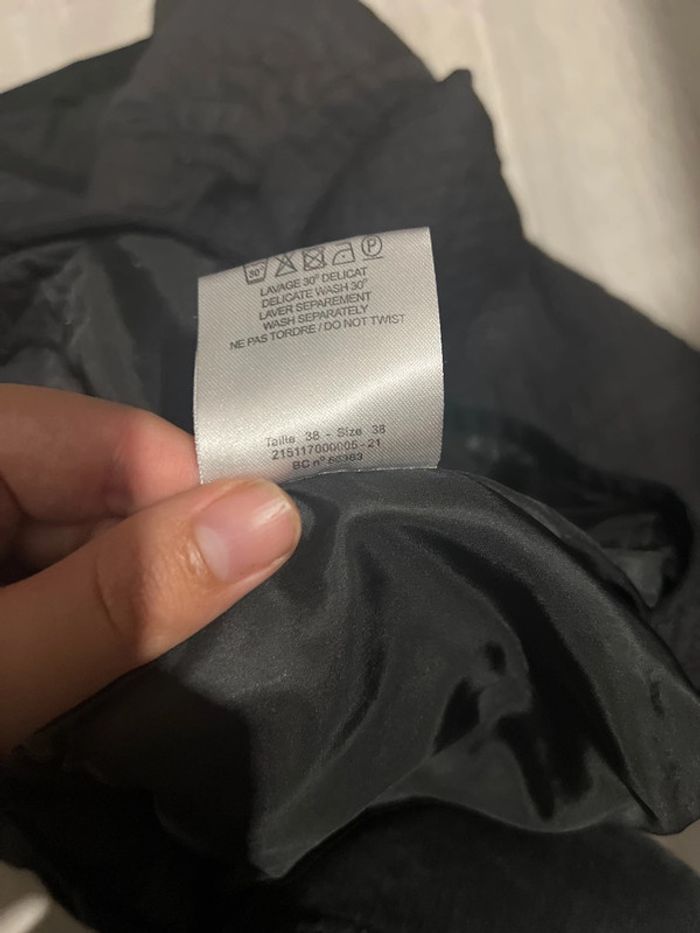 30°
P
LAVAGE 30° DELICAT
DELICATE WASH 30°
LAVER SEPAREMENT
WASH SEPARATELY
NE PAS TORDRE / DO NOT TWIST
Taille 38 - Size 38
215117000005-21
BC n° 66383